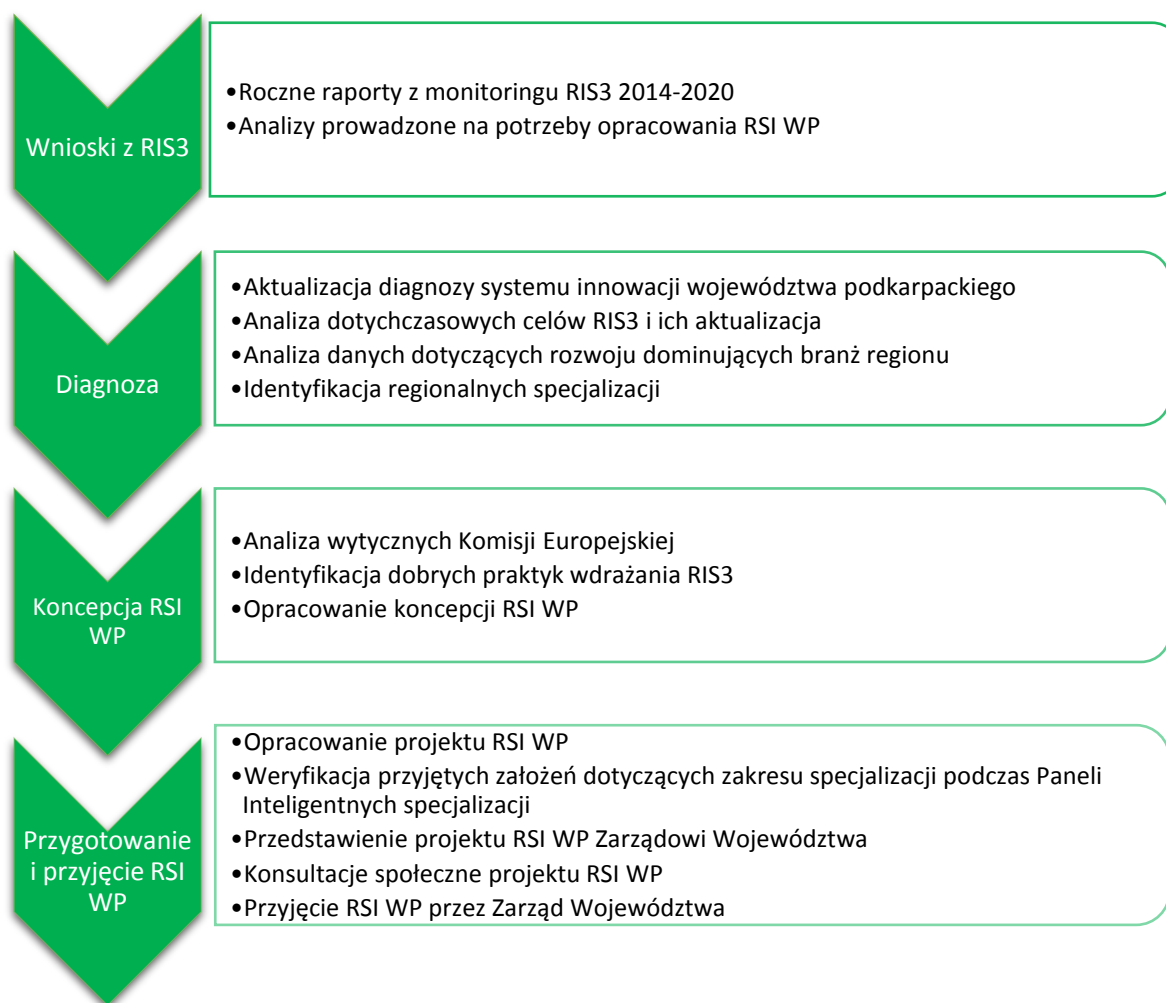 Wnioski z RIS3
•Roczne raporty z monitoringu RIS3 2014-2020
•Analizy prowadzone na potrzeby opracowania RSI WP
Diagnoza
•Aktualizacja diagnozy systemu innowacji województwa podkarpackiego
•Analiza dotychczasowych celów RIS3 i ich aktualizacja
•Analiza danych dotyczących rozwoju dominujących branż regionu
•Identyfikacja regionalnych specjalizacji
Koncepcja RSI
WP
•Analiza wytycznych Komisji Europejskiej
•Identyfikacja dobrych praktyk wdrażania RIS3
•Opracowanie koncepcji RSI WP
Przygotowanie
i przyjęcie RSI
WP
•Opracowanie projektu RSI WP
•Weryfikacja przyjętych założeń dotyczących zakresu specjalizacji podczas Paneli
Inteligentnych specjalizacji
•Przedstawienie projektu RSI WP Zarządowi Województwa
•Konsultacje społeczne projektu RSI WP
•Przyjęcie RSI WP przez Zarząd Województwa